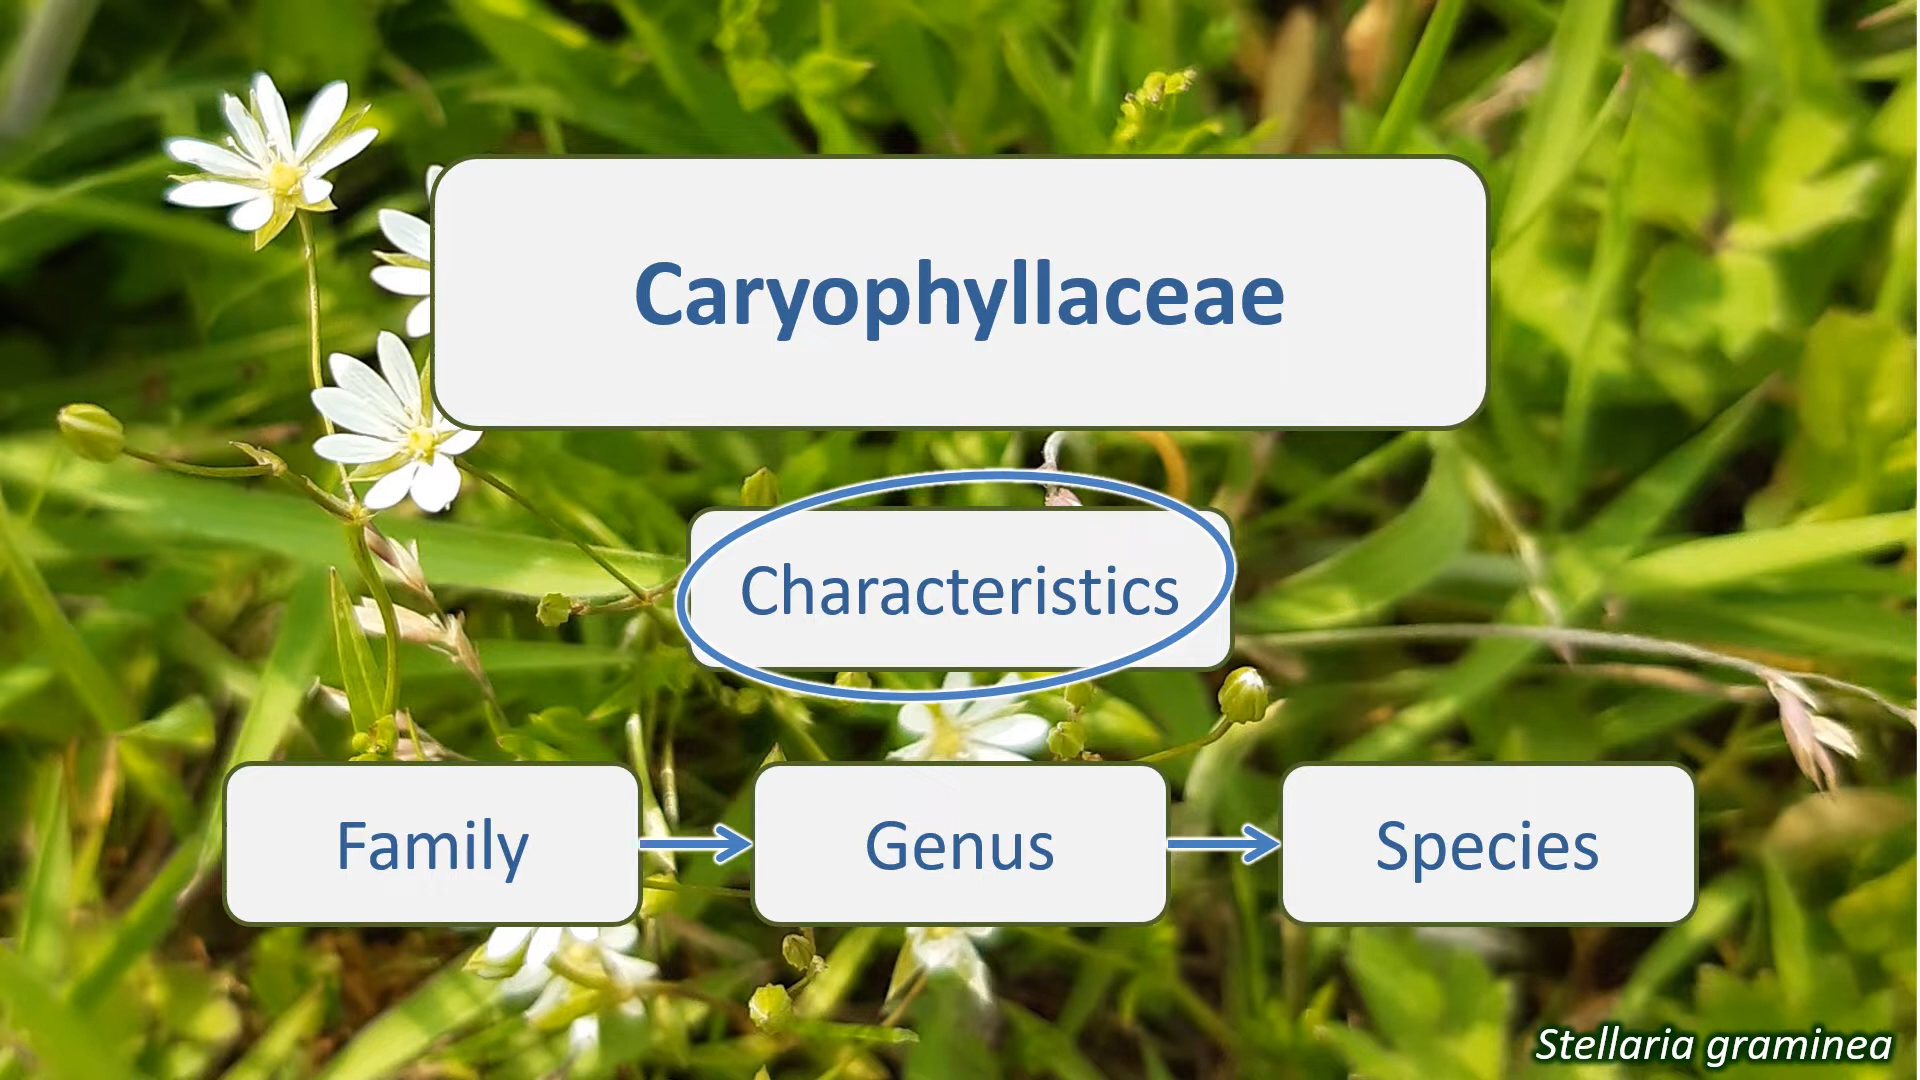 Caryophyllaceae
Characteristics
Family
Genus
Species
Stellaria graminea